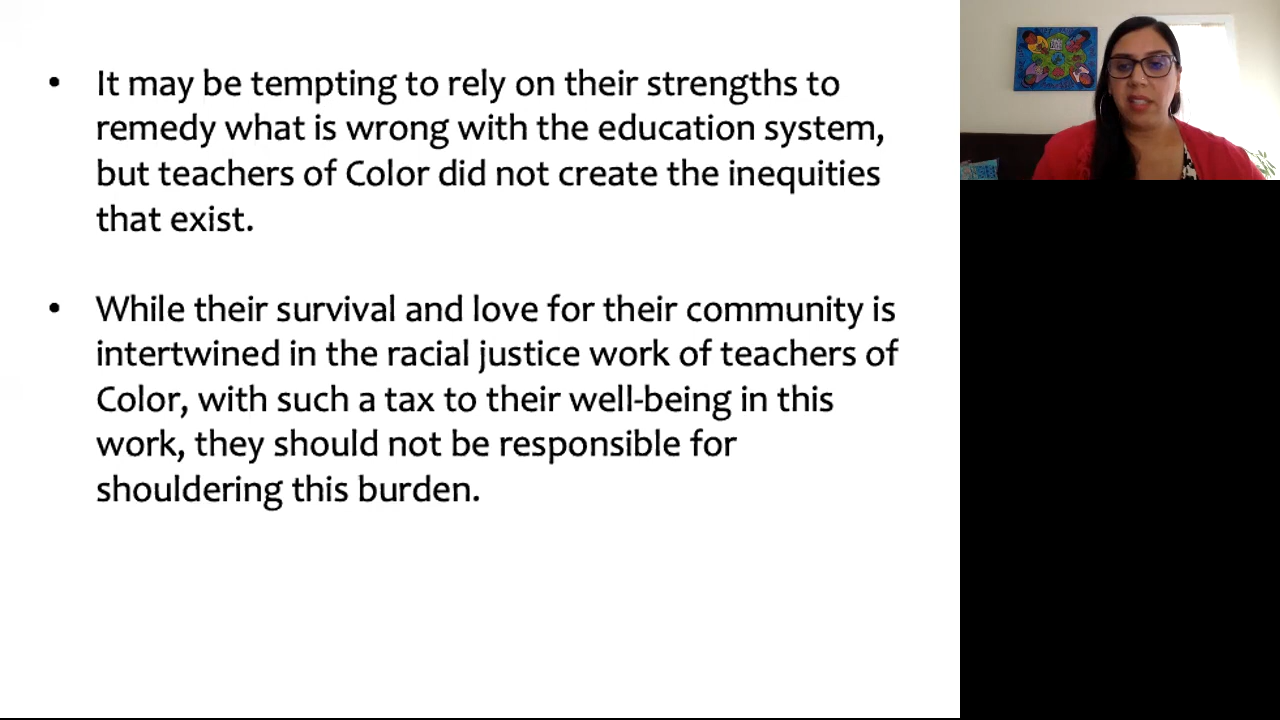 • It may be tempting to rely on their strengths to
remedy what is wrong with the education system,
but teachers of Color did not create the inequities
that exist.
• While their survival and love for their community is
intertwined in the racial justice work of teachers of
Color, with such a tax to their well-being in this
work, they should not be responsible for
shouldering this burden.